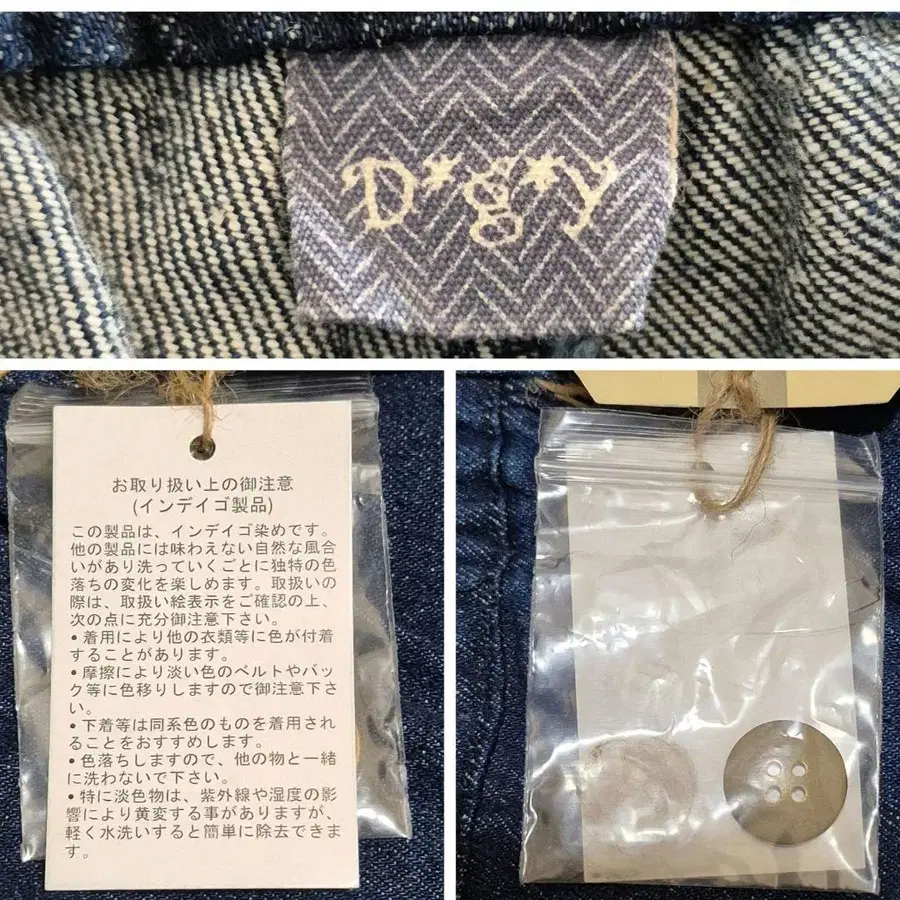 D*g*y
お取り扱い上の御注意
(インデイゴ製品)
この製品は、インデイゴ染めです。
他の製品には味わえない自然な風合
いがあり洗っていくごとに独特の色
落ちの変化を楽しめます。取扱いの
際は、取扱い絵表示をご確認の上、
次の点に充分御注意下さい。
•着用により他の衣類等に色が付着
することがあります。
•摩擦により淡い色のベルトやバッ
ク等に色移りしますので御注意下さ
い。
•下着等は同系色のものを着用され
ることをおすすめします。
•色落ちしますので、他の物と一緒
に洗わないで下さい。
•特に淡色物は、紫外線や湿度の影
響により黄変する事がありますが、
軽く水洗いすると簡単に除去できま
す。